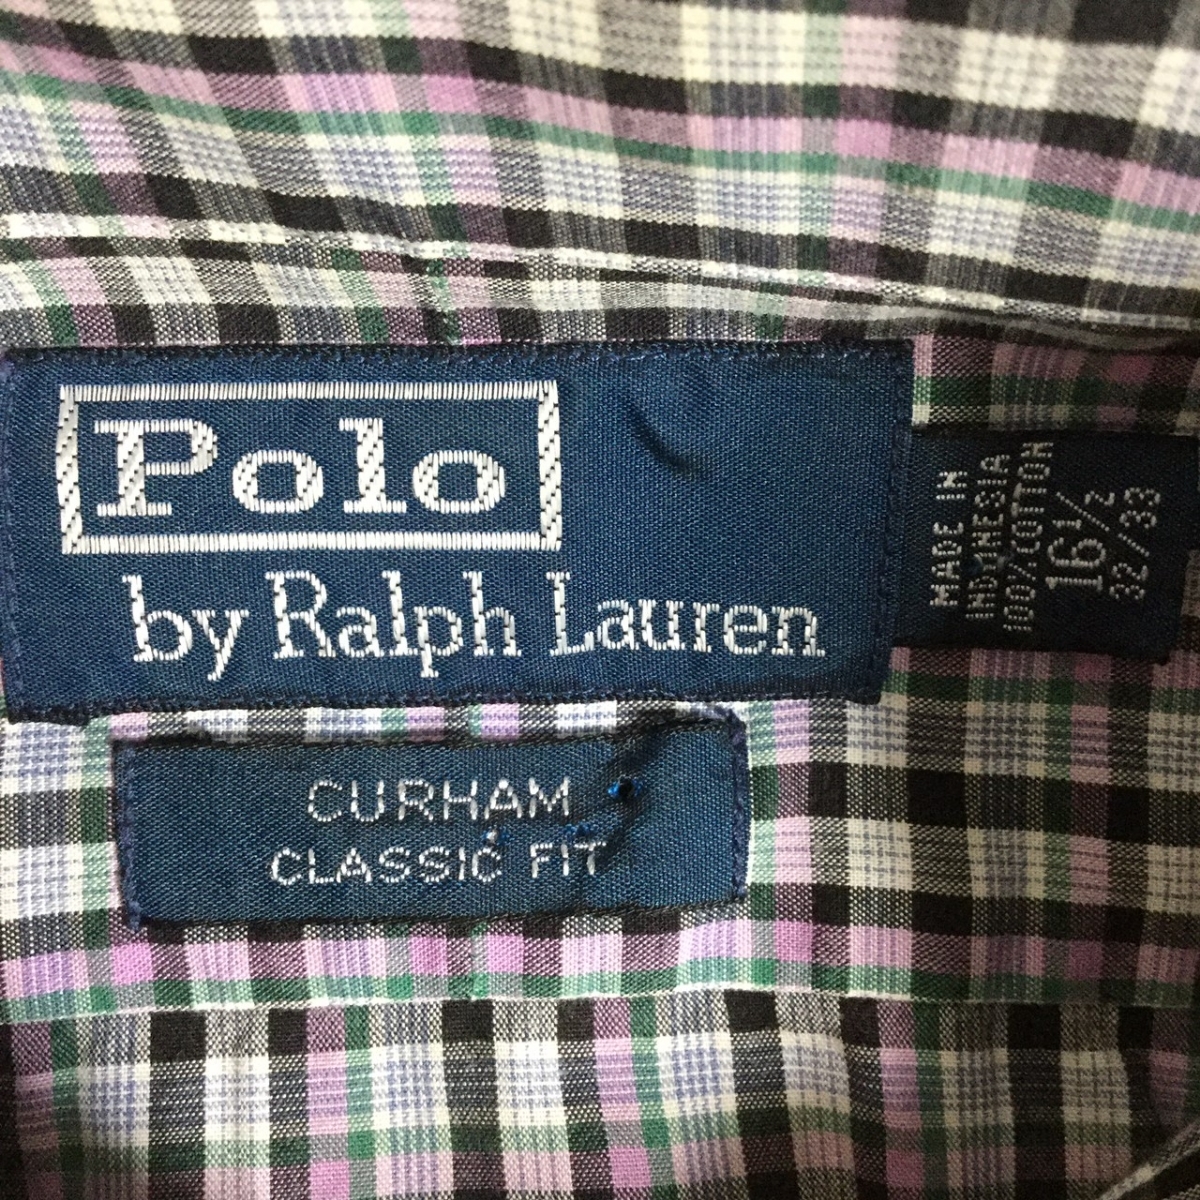 Polo
by Ralph Lauren
CURHAM
CLASSIC FIT
MADE IN
INDONESIA
100% COTTON
16 1/2
32/33